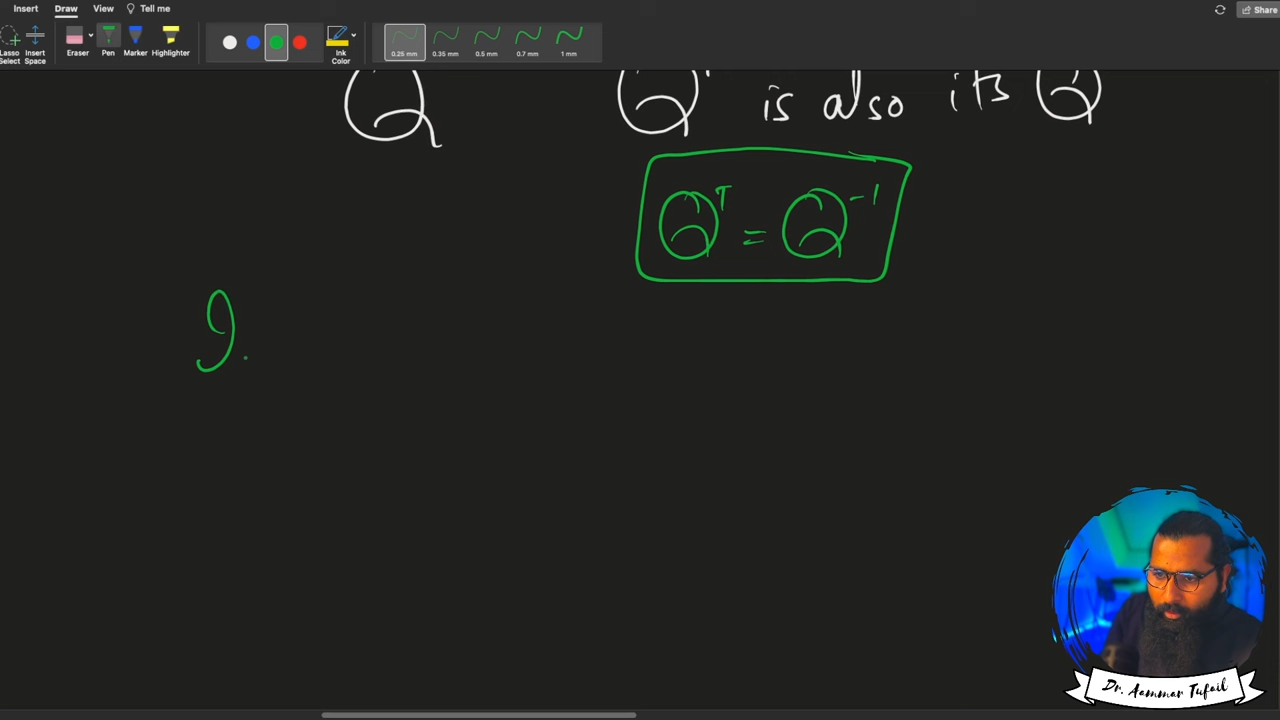 Insert Draw View Tell me Share
Lasso Select Insert Space Eraser Pen Marker Highlighter Ink Color 0.25 mm 0.35 mm 0.5 mm 0.7 mm 1 mm
Q Qᵀ is also its Q
Qᵀ = Q⁻¹
9.
Dr. Aammar Tufail